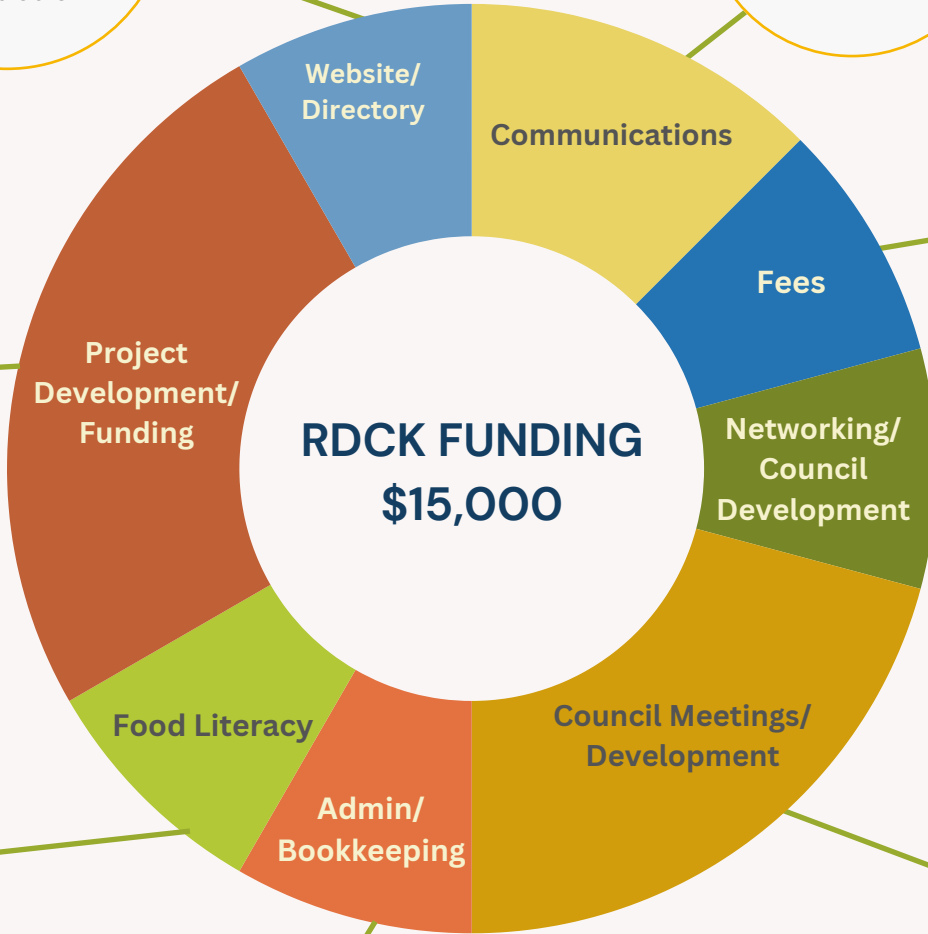 Website/
Directory
Communications
Fees
Project
Development/
Funding
RDCK FUNDING
$15,000
Networking/
Council
Development
Council Meetings/
Development
Food Literacy
Admin/
Bookkeeping